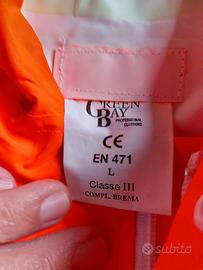 GREEN
BAY
PROFESSIONAL
CLOTHING
CE
EN 471
L
Classe III
COMPL. BREMA
subito